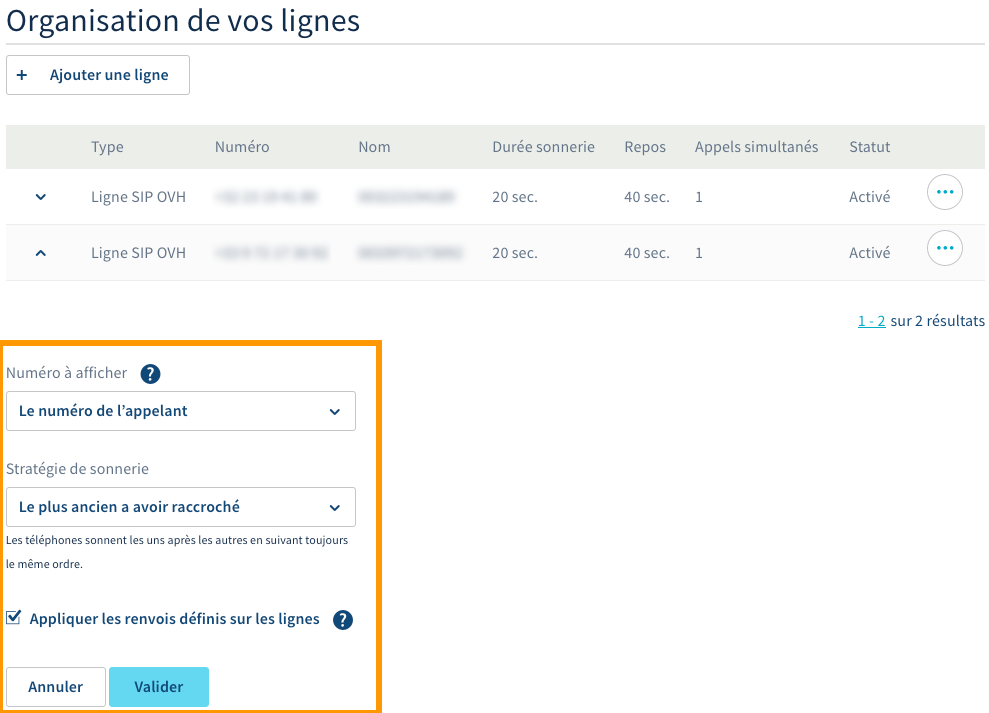 Organisation de vos lignes
+ Ajouter une ligne
Type Numéro Nom Durée sonnerie Repos Appels simultanés Statut
Ligne SIP OVH 20 sec. 40 sec. 1 Activé
Ligne SIP OVH 20 sec. 40 sec. 1 Activé
1 - 2 sur 2 résultats
Numéro à afficher ?
Le numéro de l’appelant
Stratégie de sonnerie
Le plus ancien a avoir raccroché
Les téléphones sonnent les uns après les autres en suivant toujours
le même ordre.
Appliquer les renvois définis sur les lignes ?
Annuler Valider